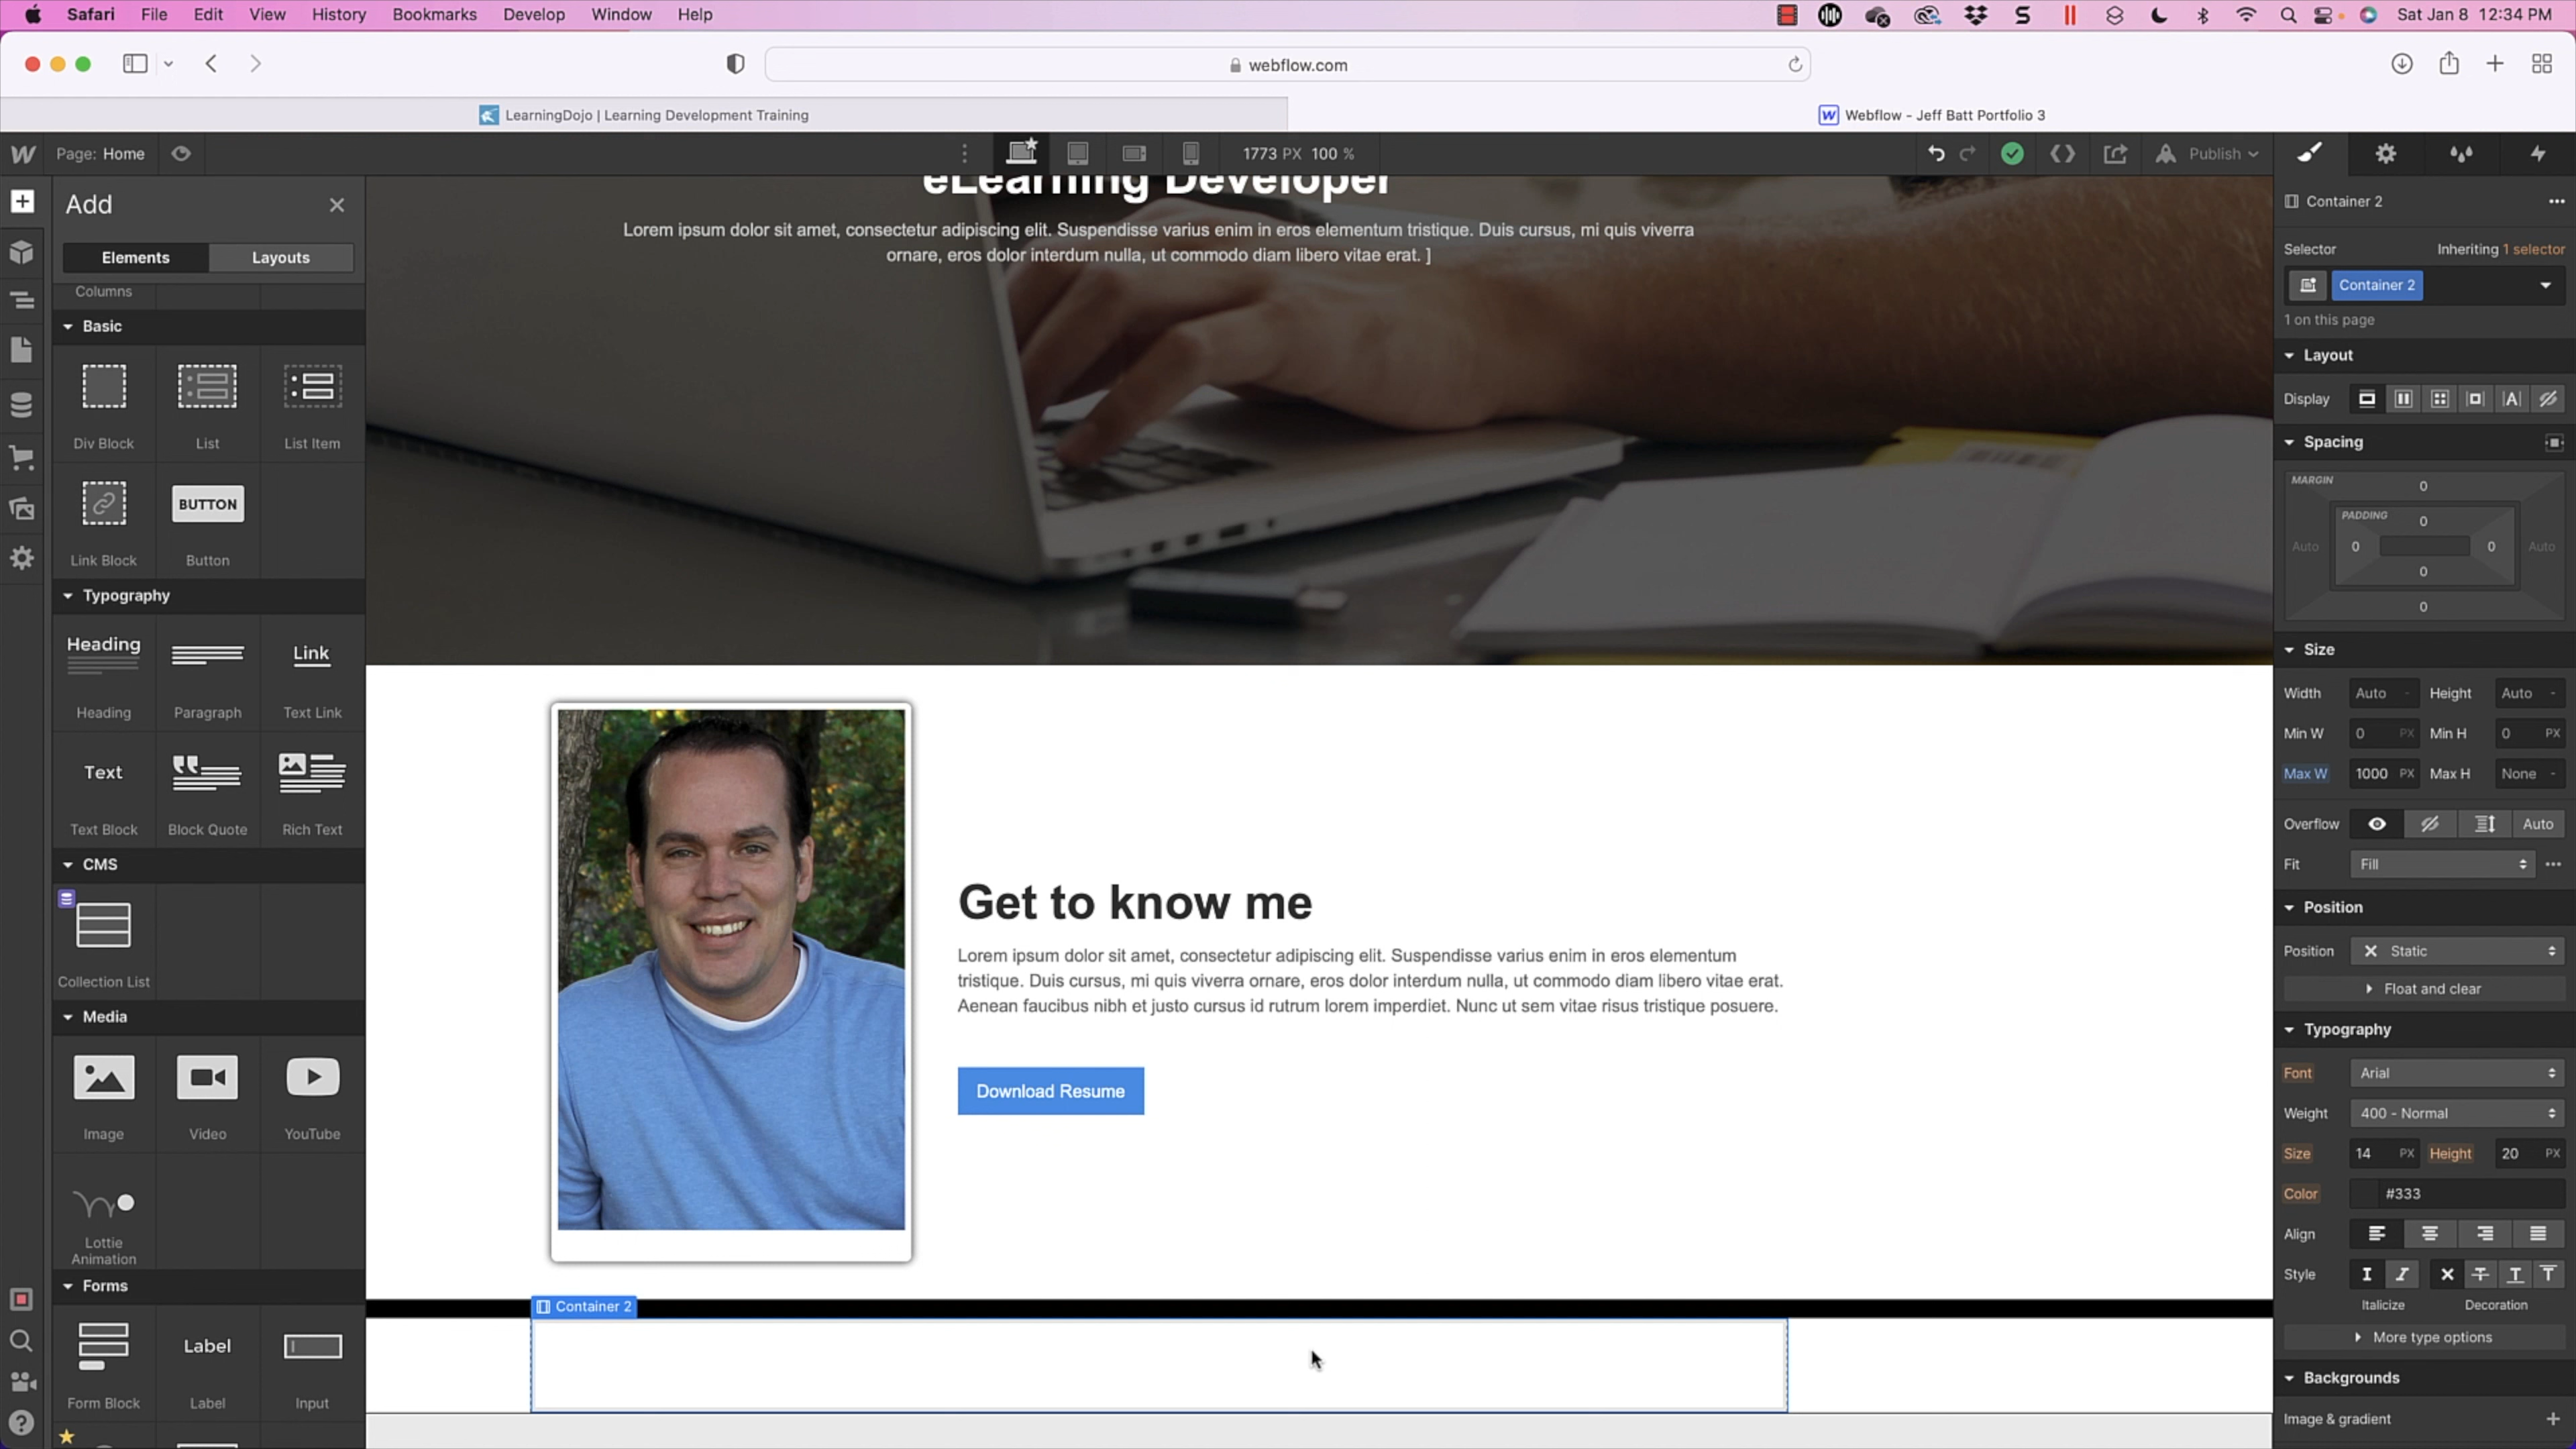 Safari File Edit View History Bookmarks Develop Window Help
Sat Jan 8 12:34 PM
webflow.com
LearningDojo | Learning Development Training
Webflow - Jeff Batt Portfolio 3
Page: Home
1773 PX 100 %
Publish
Add
Elements Layouts
Columns
Basic
Div Block List List Item
BUTTON
Link Block Button
Typography
Heading Link
Heading Paragraph Text Link
Text
Text Block Block Quote Rich Text
CMS
Collection List
Media
Image Video YouTube
Lottie
Animation
Forms
Label
Form Block Label Input
eLearning Developer
Lorem ipsum dolor sit amet, consectetur adipiscing elit. Suspendisse varius enim in eros elementum tristique. Duis cursus, mi quis viverra
ornare, eros dolor interdum nulla, ut commodo diam libero vitae erat. ]
Get to know me
Lorem ipsum dolor sit amet, consectetur adipiscing elit. Suspendisse varius enim in eros elementum
tristique. Duis cursus, mi quis viverra ornare, eros dolor interdum nulla, ut commodo diam libero vitae erat.
Aenean faucibus nibh et justo cursus id rutrum lorem imperdiet. Nunc ut sem vitae risus tristique posuere.
Download Resume
Container 2
Container 2
Selector Inheriting 1 selector
Container 2
1 on this page
Layout
Display
Spacing
MARGIN 0
PADDING 0
Auto 0 0 Auto
0
0
Size
Width Auto - Height Auto -
Min W 0 PX Min H 0 PX
Max W 1000 PX Max H None -
Overflow Auto
Fit Fill
Position
Position Static
Float and clear
Typography
Font Arial
Weight 400 - Normal
Size 14 PX Height 20 PX
Color #333
Align
Style
Italicize Decoration
More type options
Backgrounds
Image & gradient